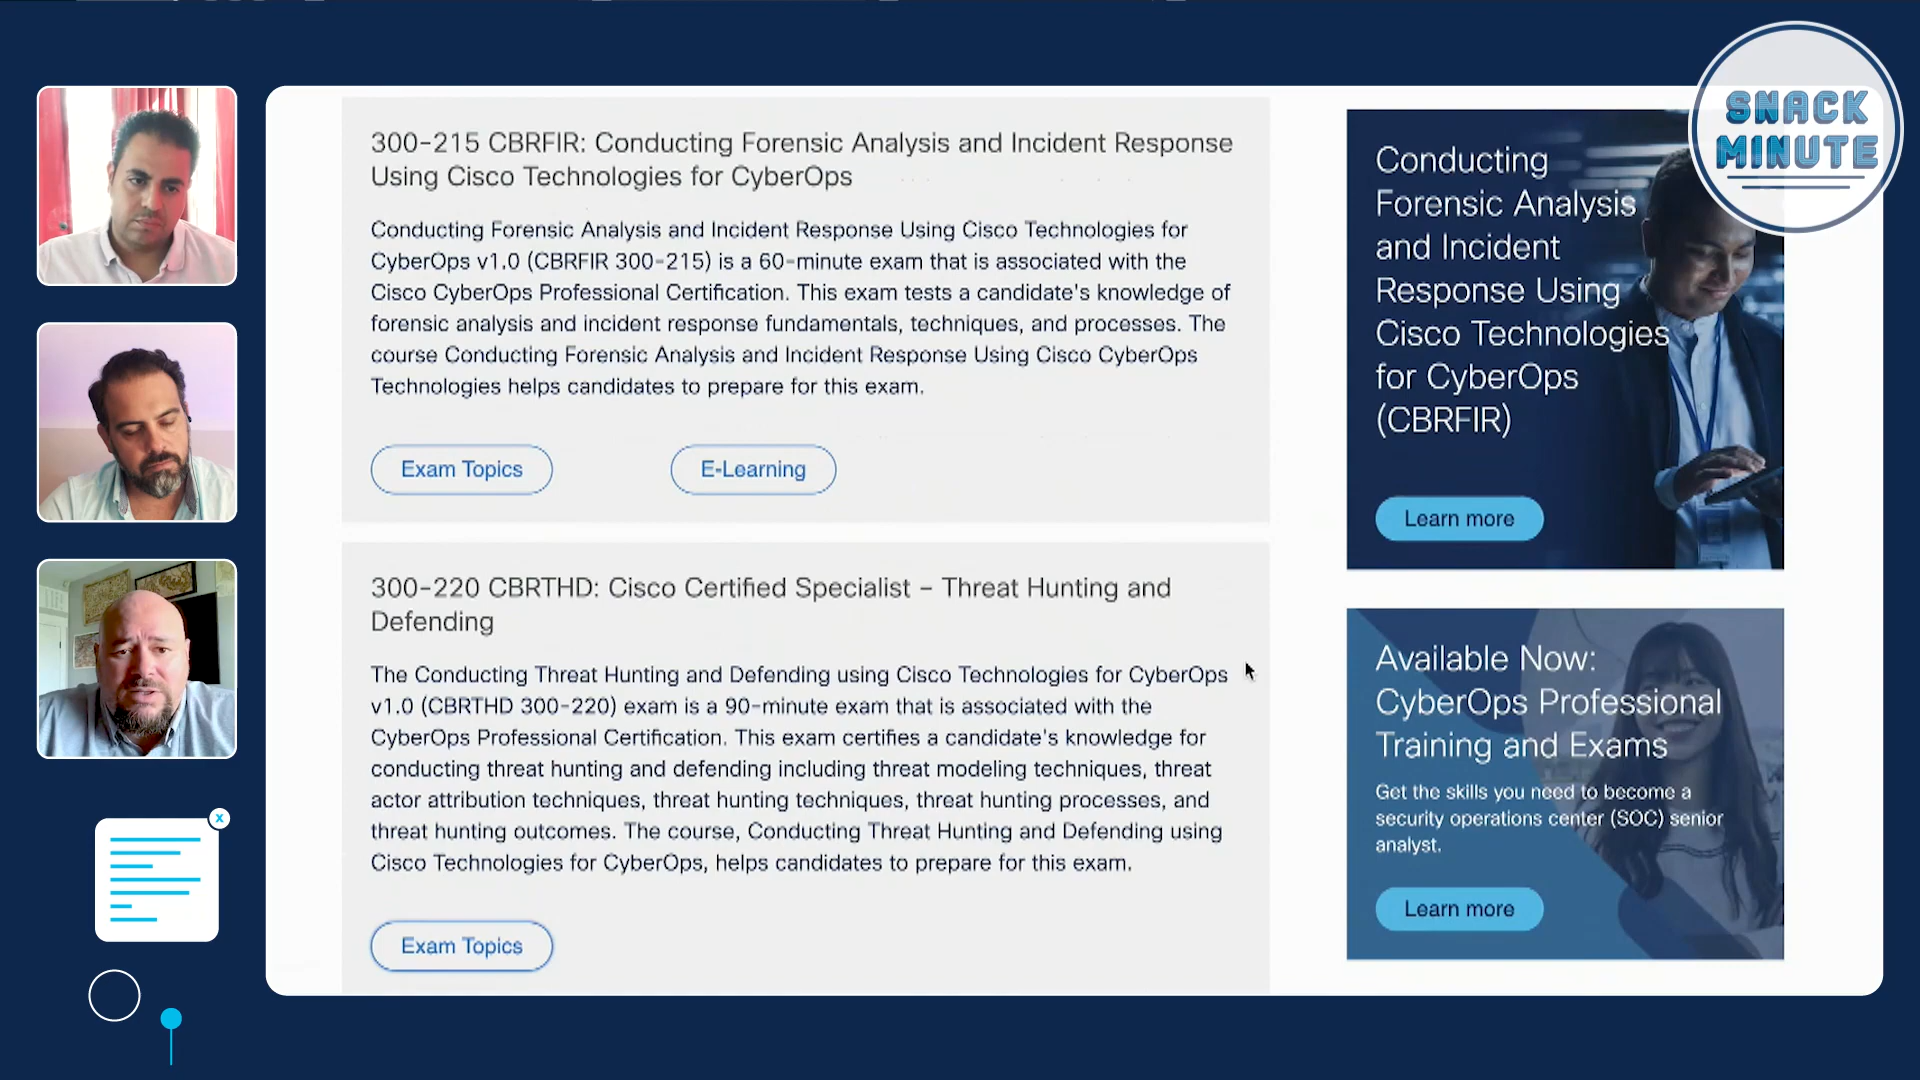 SNACK
MINUTE
300-215 CBRFIR: Conducting Forensic Analysis and Incident Response
Using Cisco Technologies for CyberOps
Conducting Forensic Analysis and Incident Response Using Cisco Technologies for
CyberOps v1.0 (CBRFIR 300-215) is a 60-minute exam that is associated with the
Cisco CyberOps Professional Certification. This exam tests a candidate's knowledge of
forensic analysis and incident response fundamentals, techniques, and processes. The
course Conducting Forensic Analysis and Incident Response Using Cisco CyberOps
Technologies helps candidates to prepare for this exam.
Exam Topics
E-Learning
300-220 CBRTHD: Cisco Certified Specialist – Threat Hunting and
Defending
The Conducting Threat Hunting and Defending using Cisco Technologies for CyberOps
v1.0 (CBRTHD 300-220) exam is a 90-minute exam that is associated with the
CyberOps Professional Certification. This exam certifies a candidate's knowledge for
conducting threat hunting and defending including threat modeling techniques, threat
actor attribution techniques, threat hunting techniques, threat hunting processes, and
threat hunting outcomes. The course, Conducting Threat Hunting and Defending using
Cisco Technologies for CyberOps, helps candidates to prepare for this exam.
Exam Topics
Conducting
Forensic Analysis
and Incident
Response Using
Cisco Technologies
for CyberOps
(CBRFIR)
Learn more
Available Now:
CyberOps Professional
Training and Exams
Get the skills you need to become a
security operations center (SOC) senior
analyst.
Learn more
x